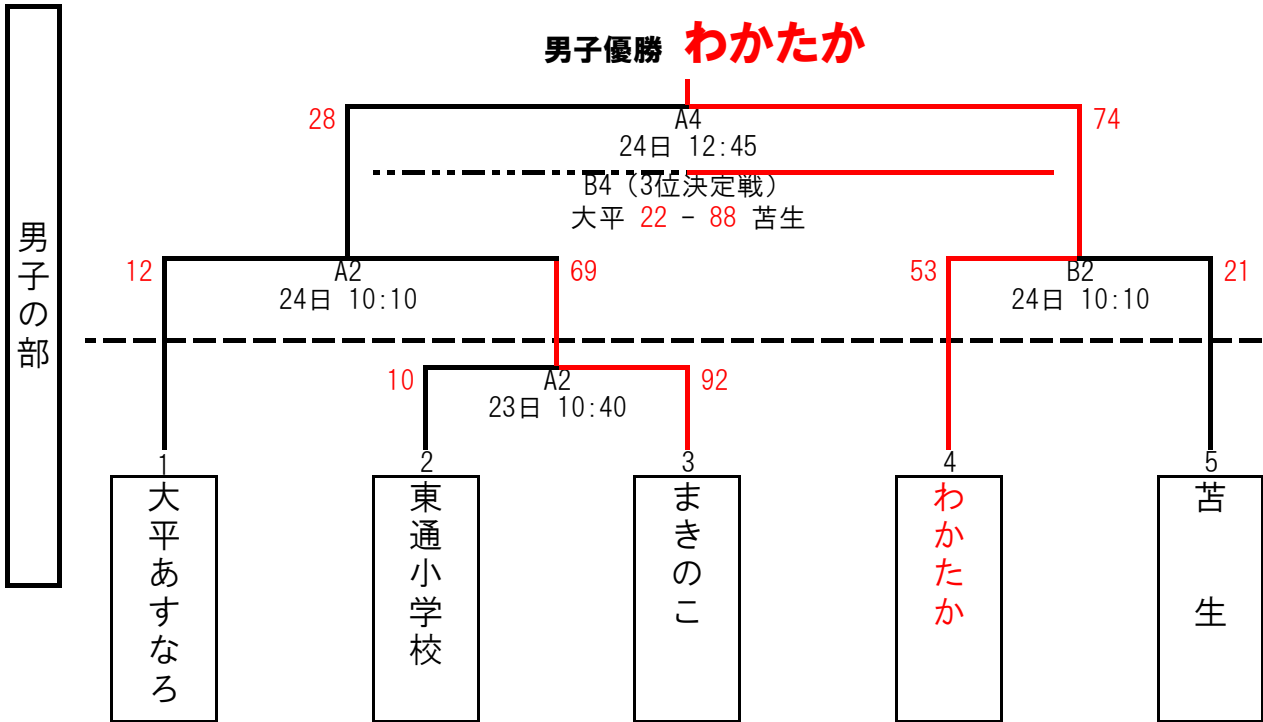 男子の部
男子優勝 わかたか
28 A4 74
24日 12:45
B4 (3位決定戦)
大平 22 - 88 苫生
12 A2 69
24日 10:10
53 B2 21
24日 10:10
10 A2 92
23日 10:40
1 2 3 4 5
大平あすなろ
東通小学校
まきのこ
わかたか
苫生